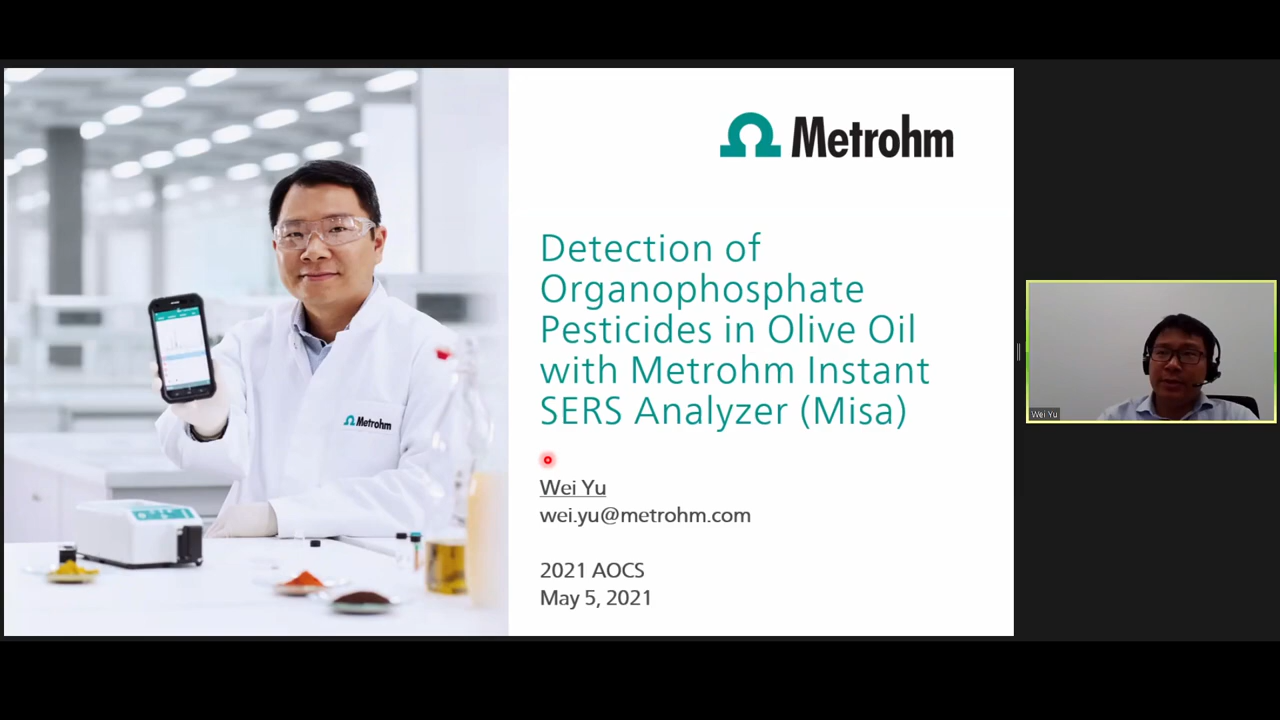 Metrohm
Detection of
Organophosphate
Pesticides in Olive Oil
with Metrohm Instant
SERS Analyzer (Misa)
Wei Yu
wei.yu@metrohm.com
2021 AOCS
May 5, 2021
Metrohm
Wei Yu